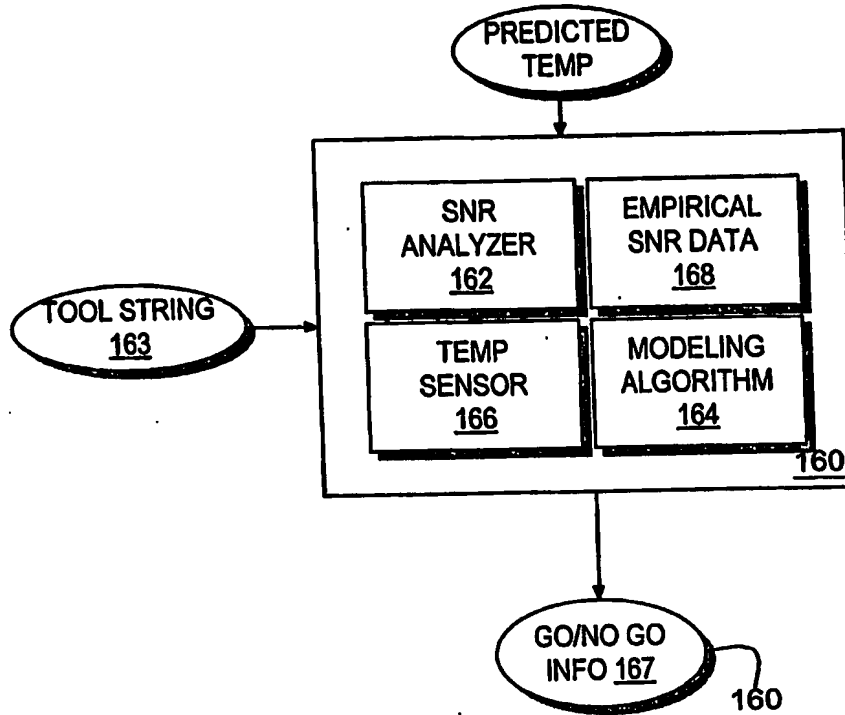 PREDICTED
TEMP
SNR
ANALYZER
162
EMPIRICAL
SNR DATA
168
TOOL STRING
163
TEMP
SENSOR
166
MODELING
ALGORITHM
164
160
GO/NO GO
INFO 167
160